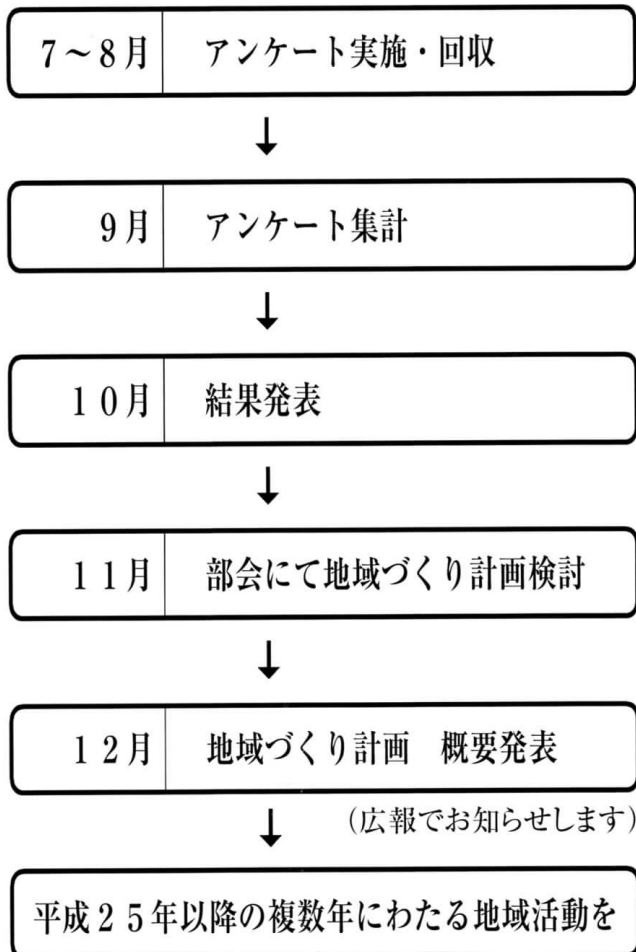 7～8月 アンケート実施・回収
↓
9月 アンケート集計
↓
10月 結果発表
↓
11月 部会にて地域づくり計画検討
↓
12月 地域づくり計画　概要発表
↓ (広報でお知らせします)
平成25年以降の複数年にわたる地域活動を